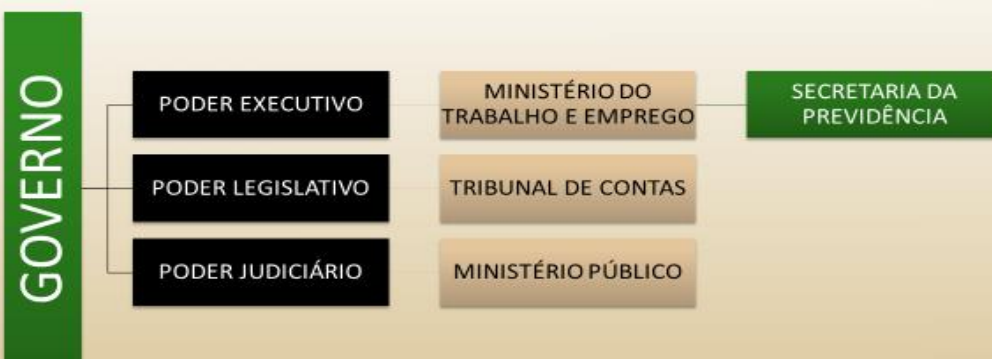 GOVERNO
PODER EXECUTIVO
MINISTÉRIO DO
TRABALHO E EMPREGO
SECRETARIA DA
PREVIDÊNCIA
PODER LEGISLATIVO
TRIBUNAL DE CONTAS
PODER JUDICIÁRIO
MINISTÉRIO PÚBLICO